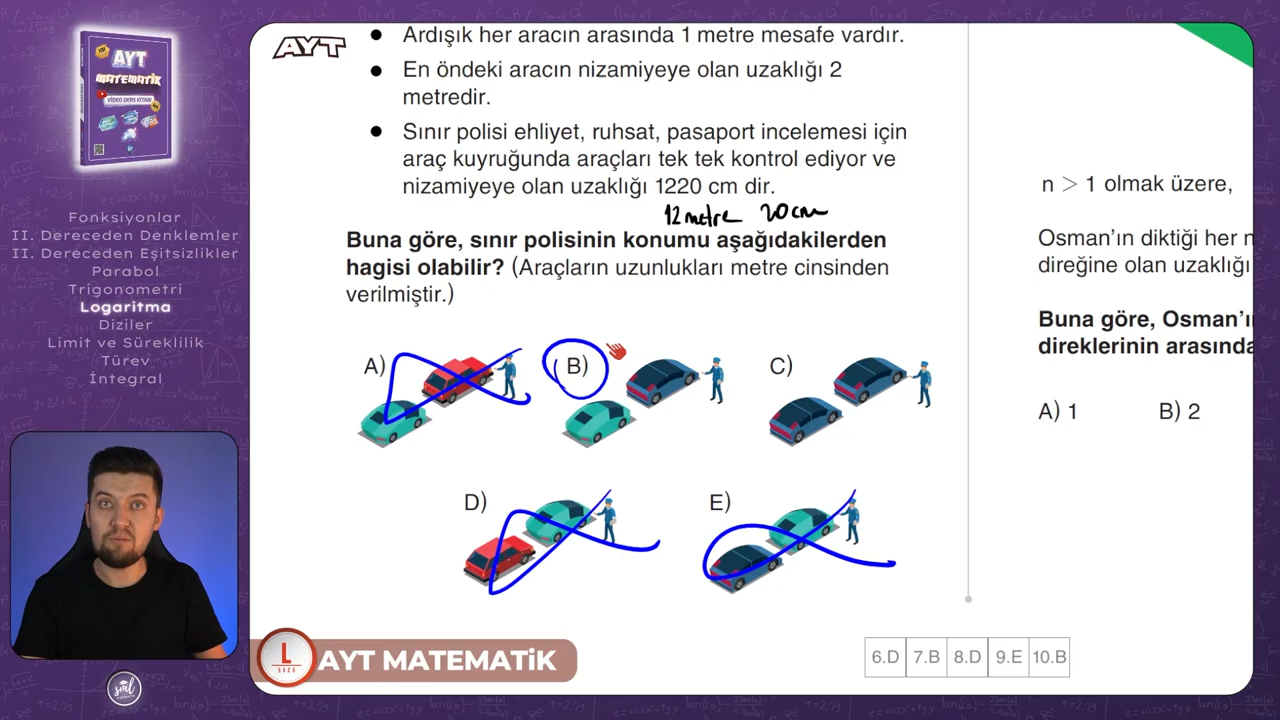 AYT
MATEMATİK
VİDEO DERS KİTABI
Fonksiyonlar
II. Dereceden Denklemler
II. Dereceden Eşitsizlikler
Parabol
Trigonometri
Logaritma
Diziler
Limit ve Süreklilik
Türev
İntegral
sml
AYT
• Ardışık her aracın arasında 1 metre mesafe vardır.
• En öndeki aracın nizamiyeye olan uzaklığı 2
metredir.
• Sınır polisi ehliyet, ruhsat, pasaport incelemesi için
araç kuyruğunda araçları tek tek kontrol ediyor ve
nizamiyeye olan uzaklığı 1220 cm dir.
12 metre 20 cm
Buna göre, sınır polisinin konumu aşağıdakilerden
hagisi olabilir? (Araçların uzunlukları metre cinsinden
verilmiştir.)
A)
B)
C)
D)
E)
n > 1 olmak üzere,
Osman'ın diktiği her n
direğine olan uzaklığı
Buna göre, Osman'ı
direklerinin arasında
A) 1 B) 2
L
SIZE
AYT MATEMATİK
6.D 7.B 8.D 9.E 10.B